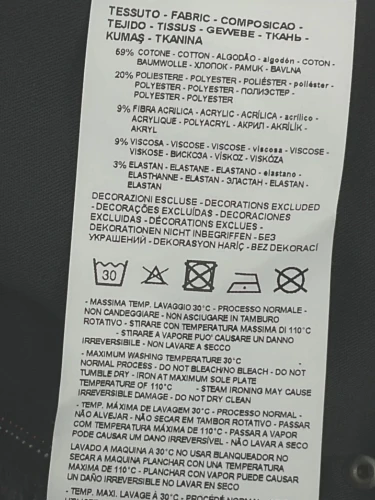 TESSUTO - FABRIC - COMPOSICAO -
TEJIDO - TISSUS - GEWEBE - ТКАНЬ -
KUMAŞ - TKANINA
59% COTONE - COTTON - ALGODÃO - algodón - COTON -
BAUMWOLLE - ХЛОПОК - PAMUK - BAVLNA
20% POLIESTERE - POLYESTER - POLIÉSTER - poliéster -
POLYESTER - POLYESTER - ПОЛИЭСТЕР -
POLYESTER - POLYESTER
9% FIBRA ACRILICA - ACRYLIC - ACRÍLICA - acrílico -
ACRYLIQUE - POLYACRYL - АКРИЛ - AKRİLİK -
AKRYL
9% VISCOSA - VISCOSE - VISCOSE - viscosa - VISCOSE -
VISKOSE - ВИСКОЗА - VİSKOZ - VISKÓZA
3% ELASTAN - ELASTANE - ELASTANO - elastano -
ELASTHANNE - ELASTAN - ЭЛАСТАН - ELASTAN -
ELASTAN
DECORAZIONI ESCLUSE - DECORATIONS EXCLUDED
- DECORAÇÕES EXCLUÍDAS - DECORACIONES
EXCLUIDAS - DÉCORATIONS EXCLUES -
DEKORATIONEN NICHT INBEGRIFFEN - БЕЗ
УКРАШЕНИЙ - DEKORASYON HARİÇ - BEZ DEKORACÍ
30
- MASSIMA TEMP. LAVAGGIO 30°C - PROCESSO NORMALE -
NON CANDEGGIARE - NON ASCIUGARE IN TAMBURO
ROTATIVO - STIRARE CON TEMPERATURA MASSIMA DI 110°C
- STIRARE A VAPORE PUO' CAUSARE UN DANNO
IRREVERSIBILE - NON LAVARE A SECCO
- MAXIMUM WASHING TEMPERATURE 30°C
NORMAL PROCESS - DO NOT BLEACH/NO BLEACH - DO NOT
TUMBLE DRY - IRON AT MAXIMUM SOLE PLATE
TEMPERATURE OF 110°C - STEAM IRONING MAY CAUSE
IRREVERSIBLE DAMAGE - DO NOT DRY CLEAN
- TEMP. MÁXIMA DE LAVAGEM 30°C - PROCESSO NORMAL -
NÃO ALVEJAR - NÃO SECAR EM TAMBOR ROTATIVO - PASSAR
COM TEMPERATURA MÁXIMA DE 110°C - PASSAR A VAPOR
PODE CAUSAR UM DANO IRREVERSÍVEL - NÃO LAVAR A SECO
LAVADO A MAQUINA A 30°C NO USAR BLANQUEADOR NO
SECAR A MAQUINA PLANCHAR CON UNA TEMPERATURA
MAXIMA DE 110°C - PLANCHAR CON VAPOR PUEDE CAUSAR
UN DAÑO IRREVERSIBLE NO LAVAR EN SECO
- TEMP. MAXI. LAVAGE À 30°C - PROCÉDÉ NORMAL -